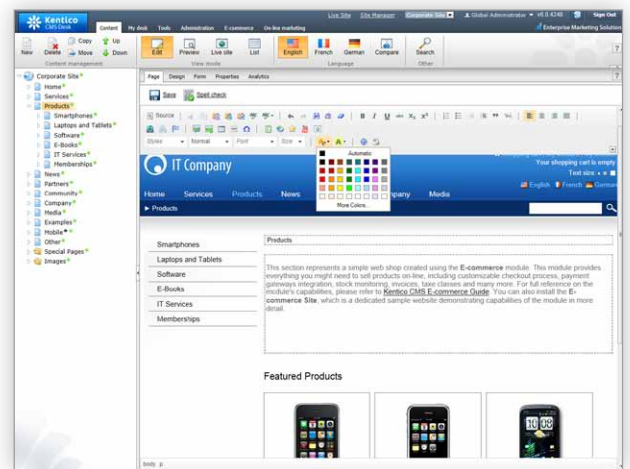 Kentico
CMS Desk
Live Site Site Manager Corporate Site Global Administrator v6.0.4248 Sign Out
Content My desk Tools Administration E-commerce On-line marketing
Enterprise Marketing Solution
New Delete Copy Move Up Down
Content management
Edit Preview Live site List
View mode
English French German Compare
Language
Search
Other
Corporate Site
Home
Services
Products
Smartphones
Laptops and Tablets
Software
E-Books
IT Services
Memberships
News
Partners
Community
Company
Media
Examples
Mobile
Other
Special Pages
Images
Page Design Form Properties Analytics
Save Spell check
Source
Styles Normal Font Size
Automatic
More Colors...
IT Company
Your shopping cart is empty
Text size:
English French German
Home Services Products News Media
Products
Smartphones
Laptops and Tablets
Software
E-Books
IT Services
Memberships
Products
This section represents a simple web shop created using the E-commerce module. This module provides
everything you might need to sell products on-line, including customizable checkout process, payment
gateways integration, stock monitoring, invoices, taxe classes and many more. For full reference on the
module's capabilities, please refer to Kentico CMS E-commerce Guide. You can also install the E-
commerce Site, which is a dedicated sample website demonstrating capabilities of the module in more
detail.
Featured Products
body p